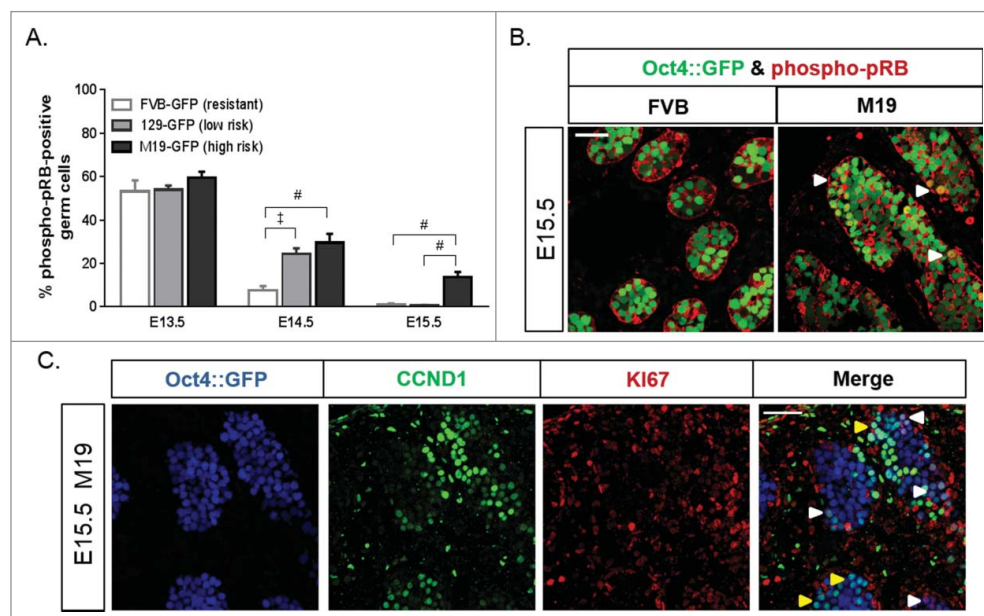 A.
% phospho-pRB-positive
germ cells
100
80
60
40
20
0
FVB-GFP (resistant)
129-GFP (low risk)
M19-GFP (high risk)
‡
#
#
#
E13.5
E14.5
E15.5
B.
Oct4::GFP & phospho-pRB
FVB
M19
E15.5
C.
Oct4::GFP
CCND1
KI67
Merge
E15.5 M19